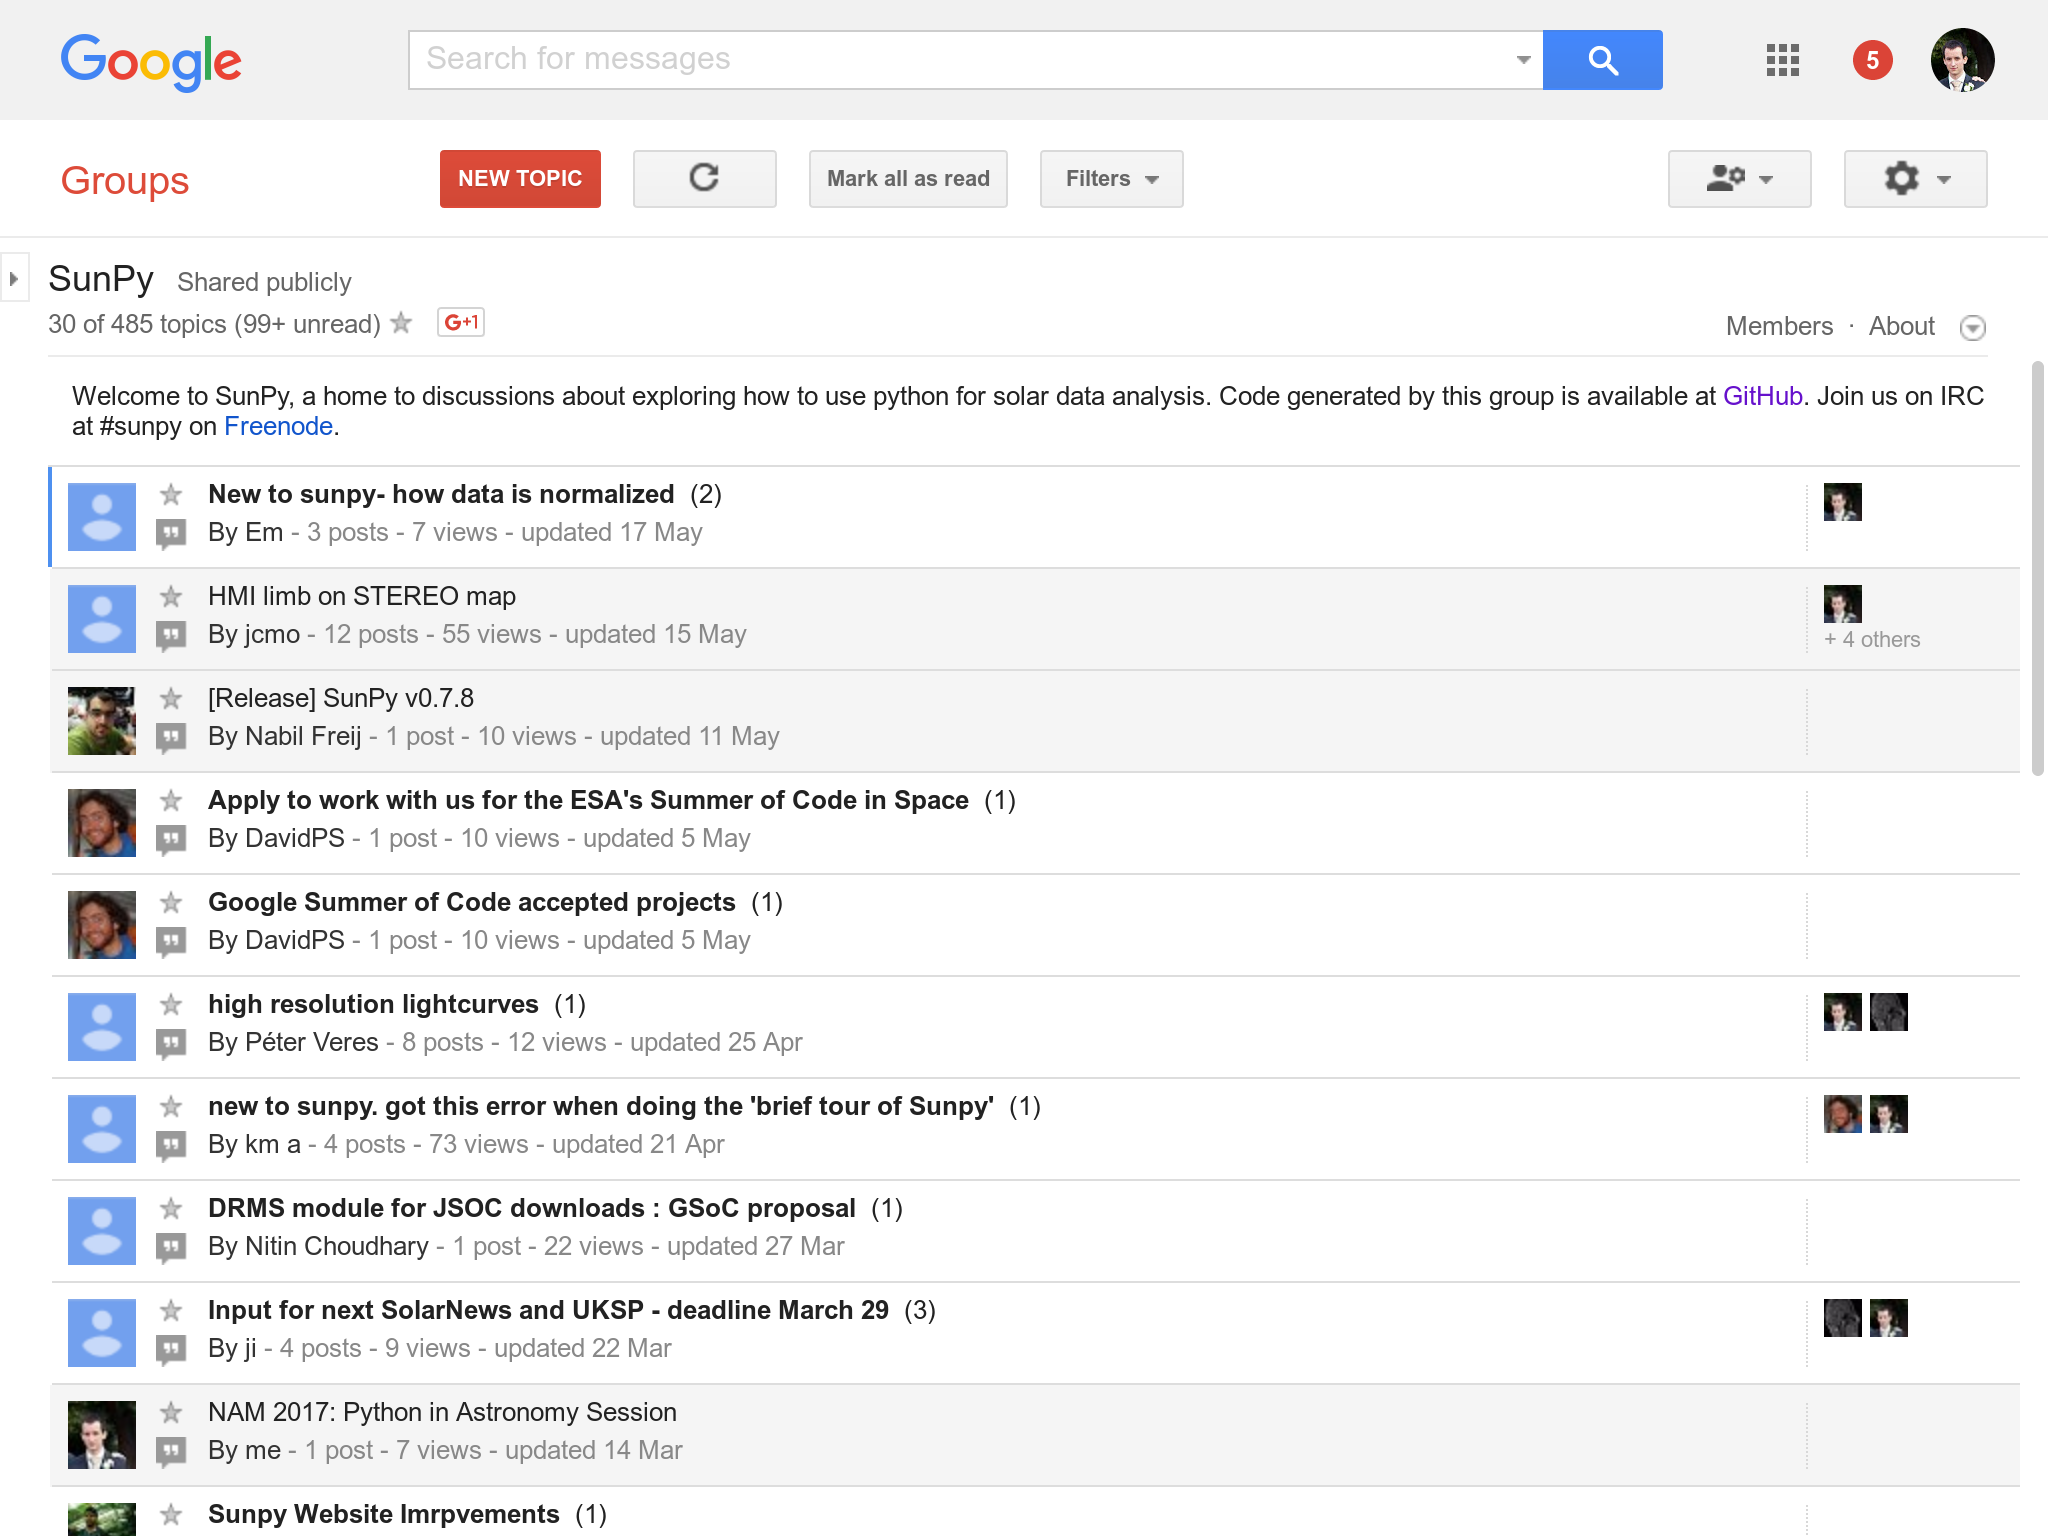 Google
Search for messages
5
Groups
NEW TOPIC
Mark all as read
Filters
SunPy Shared publicly
30 of 485 topics (99+ unread)
G+1
Members · About
Welcome to SunPy, a home to discussions about exploring how to use python for solar data analysis. Code generated by this group is available at GitHub. Join us on IRC
at #sunpy on Freenode.
New to sunpy- how data is normalized (2)
By Em - 3 posts - 7 views - updated 17 May
HMI limb on STEREO map
By jcmo - 12 posts - 55 views - updated 15 May
+ 4 others
[Release] SunPy v0.7.8
By Nabil Freij - 1 post - 10 views - updated 11 May
Apply to work with us for the ESA's Summer of Code in Space (1)
By DavidPS - 1 post - 10 views - updated 5 May
Google Summer of Code accepted projects (1)
By DavidPS - 1 post - 10 views - updated 5 May
high resolution lightcurves (1)
By Péter Veres - 8 posts - 12 views - updated 25 Apr
new to sunpy. got this error when doing the 'brief tour of Sunpy' (1)
By km a - 4 posts - 73 views - updated 21 Apr
DRMS module for JSOC downloads : GSoC proposal (1)
By Nitin Choudhary - 1 post - 22 views - updated 27 Mar
Input for next SolarNews and UKSP - deadline March 29 (3)
By ji - 4 posts - 9 views - updated 22 Mar
NAM 2017: Python in Astronomy Session
By me - 1 post - 7 views - updated 14 Mar
Sunpy Website Imrpvements (1)